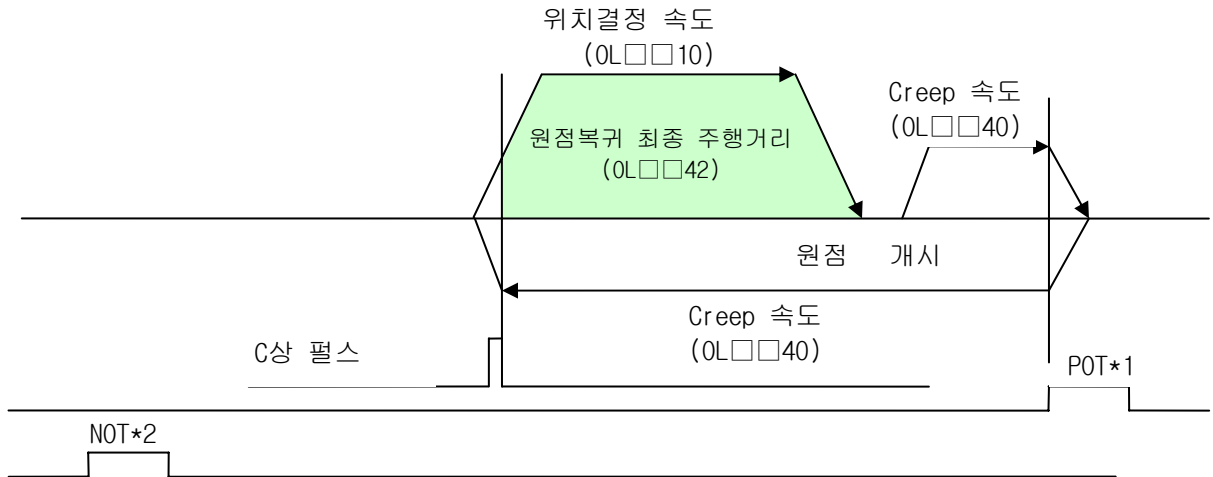 위치결정 속도
(OL□□10)
Creep 속도
(OL□□40)
원점복귀 최종 주행거리
(OL□□42)
원점 개시
Creep 속도
(OL□□40)
C상 펄스
POT*1
NOT*2